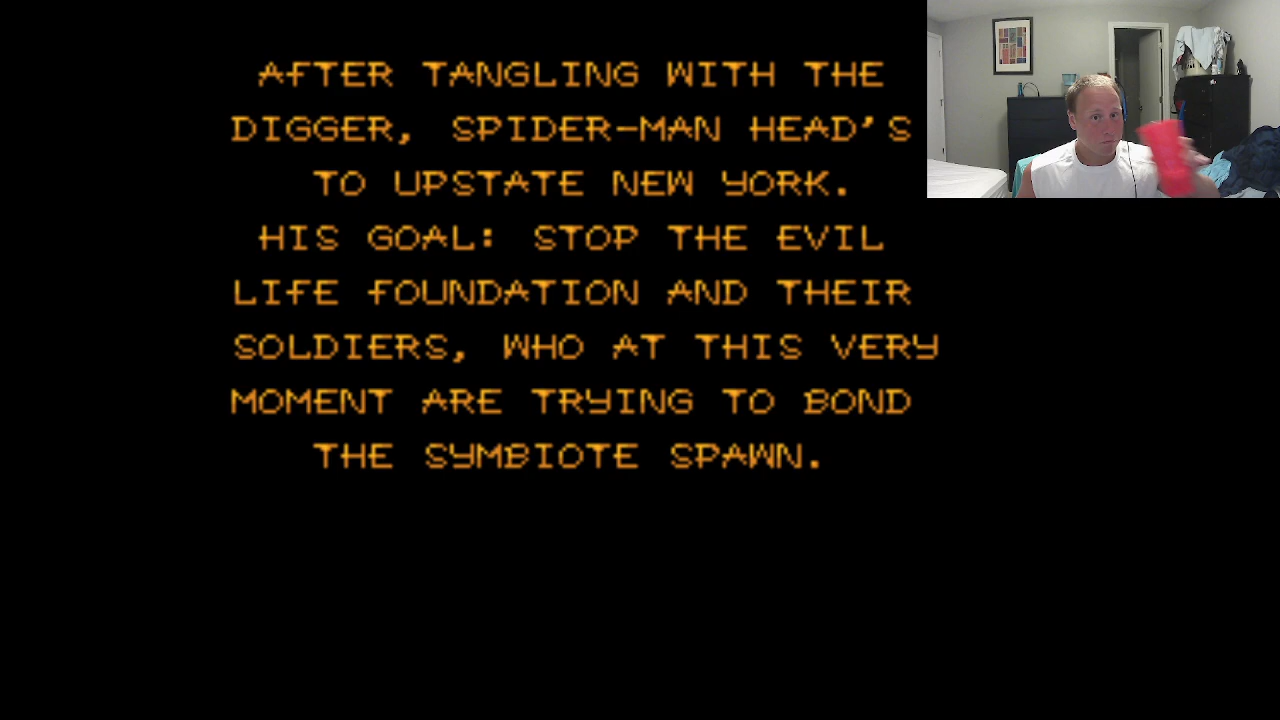 AFTER TANGLING WITH THE
DIGGER, SPIDER-MAN HEAD'S
TO UPSTATE NEW YORK.
HIS GOAL: STOP THE EVIL
LIFE FOUNDATION AND THEIR
SOLDIERS, WHO AT THIS VERY
MOMENT ARE TRYING TO BOND
THE SYMBIOTE SPAWN.